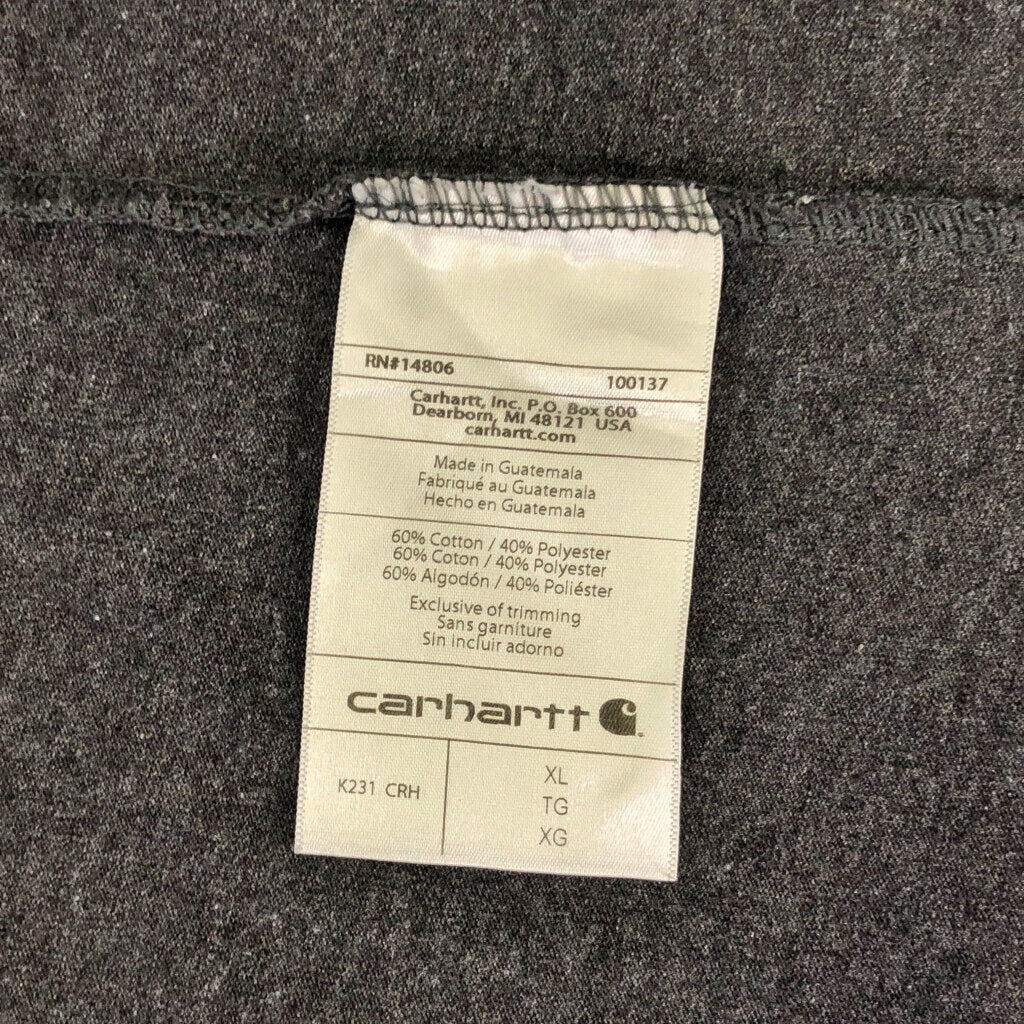 RN#14806 100137
Carhartt, Inc. P.O. Box 600
Dearborn, MI 48121 USA
carhartt.com
Made in Guatemala
Fabriqué au Guatemala
Hecho en Guatemala
60% Cotton / 40% Polyester
60% Coton / 40% Polyester
60% Algodón / 40% Poliéster
Exclusive of trimming
Sans garniture
Sin incluir adorno
carhartt
K231 CRH
XL
TG
XG